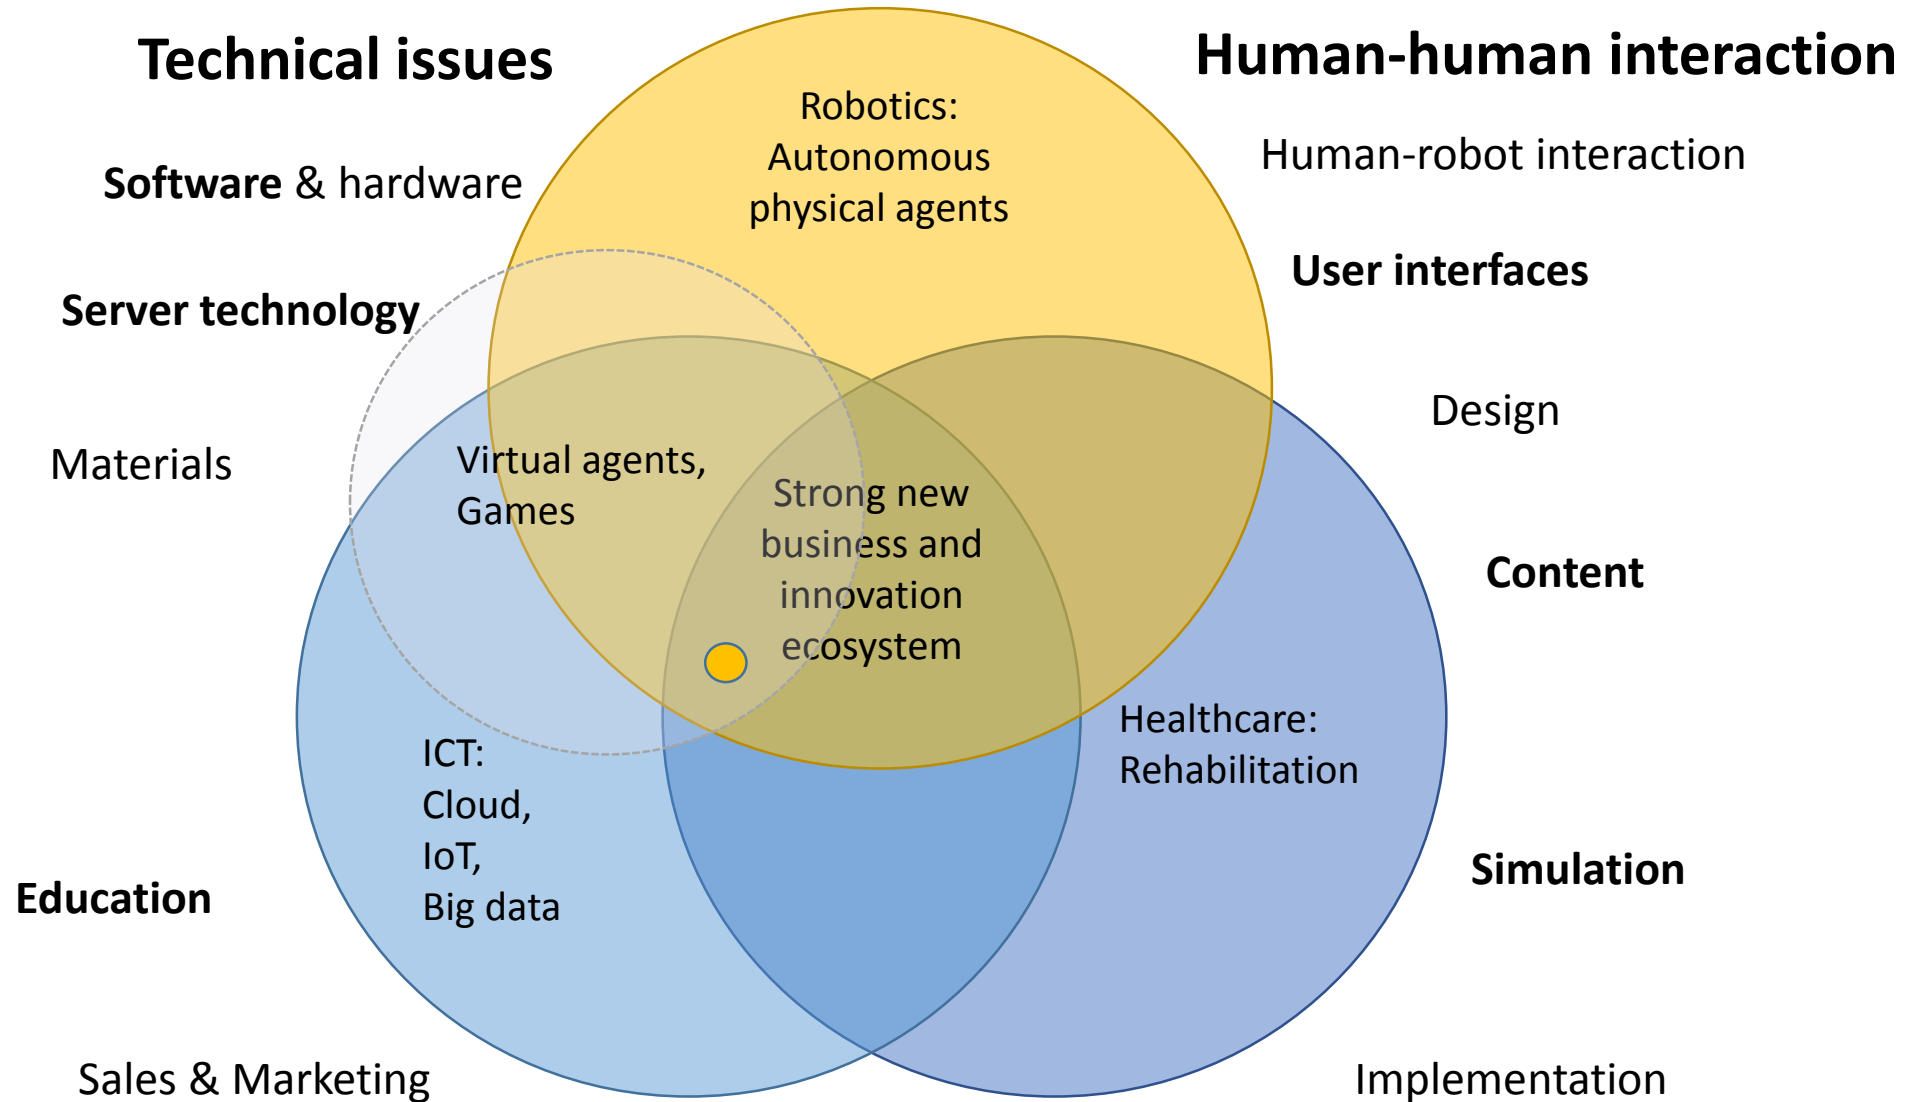 Technical issues
Human-human interaction
Robotics:
Autonomous
physical agents
Human-robot interaction
Software & hardware
User interfaces
Server technology
Design
Materials
Virtual agents,
Games
Strong new
business and
innovation
ecosystem
Content
Healthcare:
Rehabilitation
ICT:
Cloud,
IoT,
Big data
Simulation
Education
Sales & Marketing
Implementation